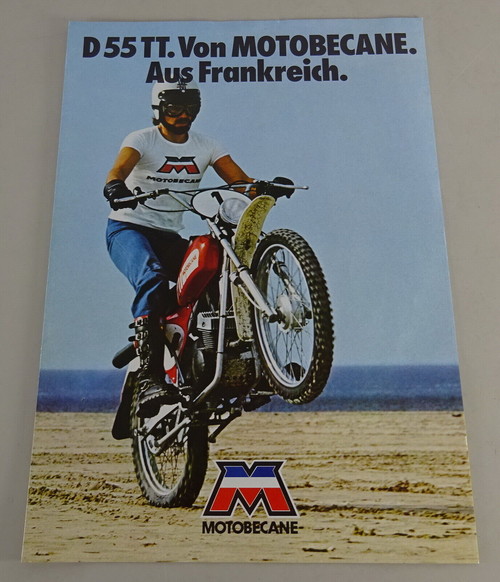 D 55 TT. Von MOTOBECANE.
Aus Frankreich.
M
MOTOBECANE
M
MOTOBECANE